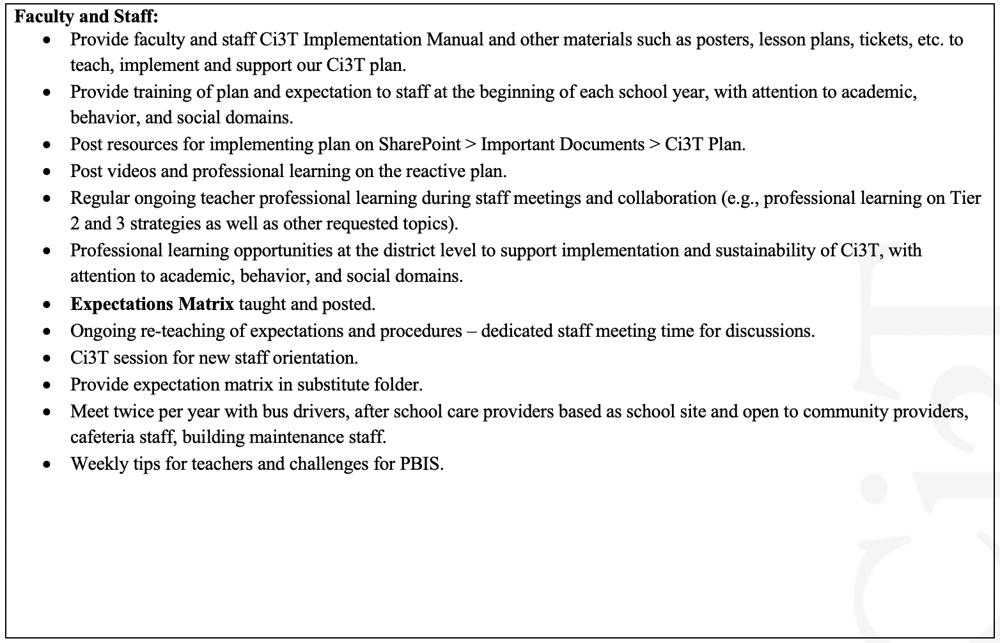 Faculty and Staff:
• Provide faculty and staff Ci3T Implementation Manual and other materials such as posters, lesson plans, tickets, etc. to
teach, implement and support our Ci3T plan.
• Provide training of plan and expectation to staff at the beginning of each school year, with attention to academic,
behavior, and social domains.
• Post resources for implementing plan on SharePoint > Important Documents > Ci3T Plan.
• Post videos and professional learning on the reactive plan.
• Regular ongoing teacher professional learning during staff meetings and collaboration (e.g., professional learning on Tier
2 and 3 strategies as well as other requested topics).
• Professional learning opportunities at the district level to support implementation and sustainability of Ci3T, with
attention to academic, behavior, and social domains.
• Expectations Matrix taught and posted.
• Ongoing re-teaching of expectations and procedures – dedicated staff meeting time for discussions.
• Ci3T session for new staff orientation.
• Provide expectation matrix in substitute folder.
• Meet twice per year with bus drivers, after school care providers based as school site and open to community providers,
cafeteria staff, building maintenance staff.
• Weekly tips for teachers and challenges for PBIS.
Ci3T